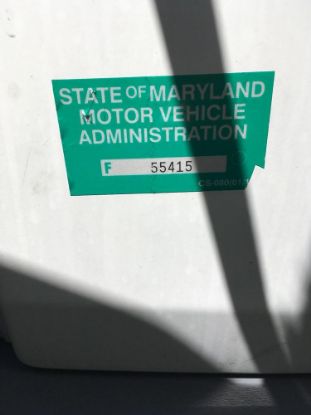 STATE OF MARYLAND
MOTOR VEHICLE
ADMINISTRATION
F 55415